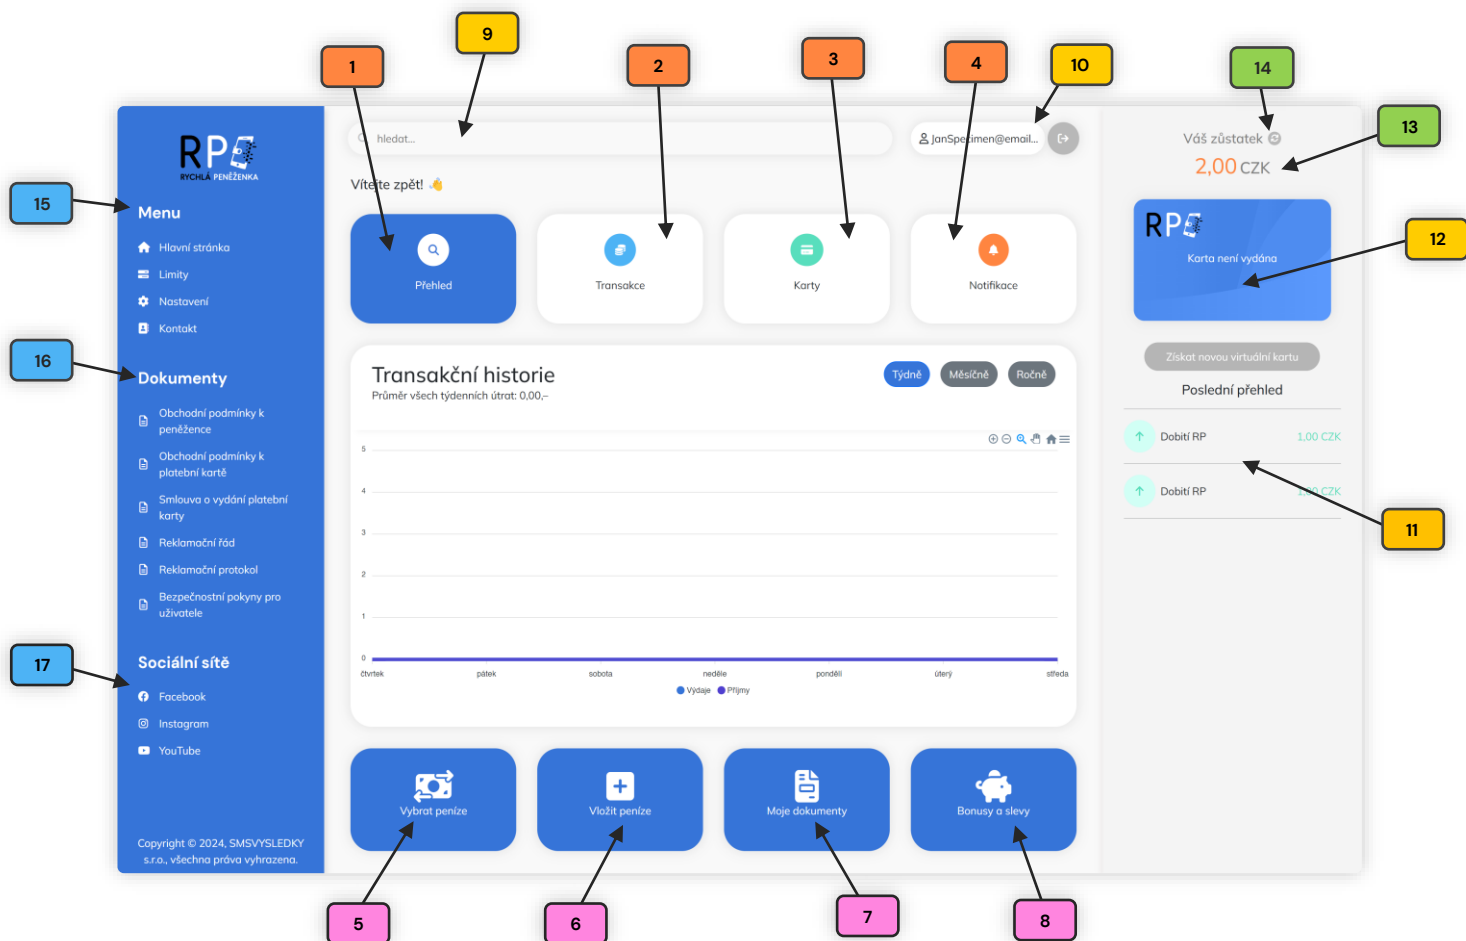 9
1
2
3
4
10
14
13
15
12
16
11
17
5
6
7
8
RP
RYCHLÁ PENĚŽENKA
Menu
Hlavní stránka
Limity
Nastavení
Kontakt
Dokumenty
Obchodní podmínky k
peněžence
Obchodní podmínky k
platební kartě
Smlouva o vydání platební
karty
Reklamační řád
Reklamační protokol
Bezpečnostní pokyny pro
uživatele
Sociální sítě
Facebook
Instagram
YouTube
Copyright © 2024, SMSVYSLEDKY
s.r.o., všechna práva vyhrazena.
hledat...
JanSpecimen@email...
Vítejte zpět!
Přehled
Transakce
Karty
Notifikace
Transakční historie
Průměr všech týdenních útrat: 0,00,-
Týdně
Měsíčně
Ročně
5
4
3
2
1
0
čtvrtek
pátek
sobota
neděle
pondělí
úterý
středa
Výdaje
Příjmy
Vybrat peníze
Vložit peníze
Moje dokumenty
Bonusy a slevy
Váš zůstatek
2,00 CZK
RP
Karta není vydána
Získat novou virtuální kartu
Poslední přehled
Dobití RP
1,00 CZK
Dobití RP
1,00 CZK